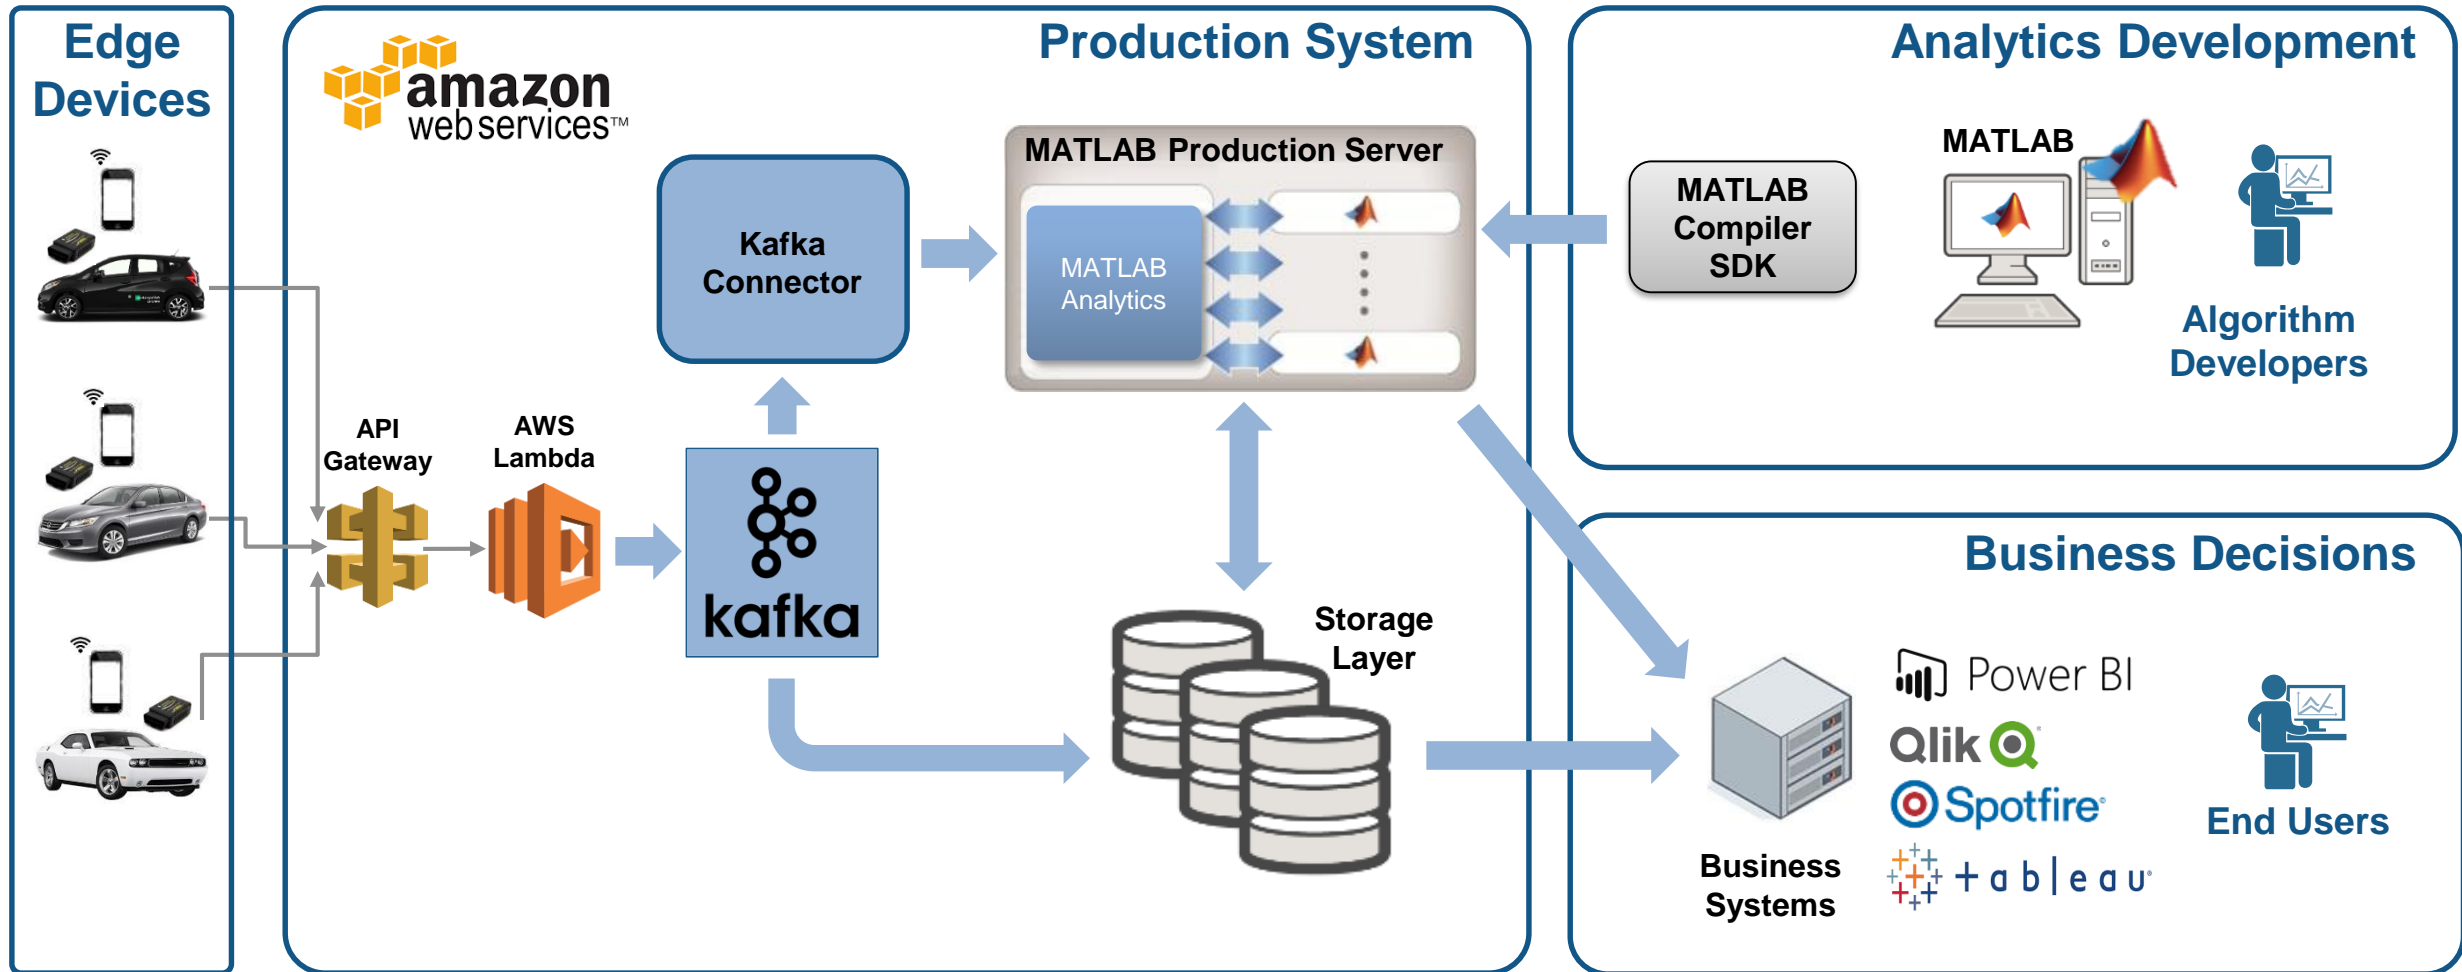 Edge
Devices
amazon
web services™
Production System
Kafka
Connector
MATLAB Production Server
MATLAB
Analytics
API
Gateway
AWS
Lambda
kafka
Storage
Layer
Analytics Development
MATLAB
Compiler
SDK
MATLAB
Algorithm
Developers
Business Decisions
Business
Systems
Power BI
Qlik
Spotfire®
+ableau®
End Users